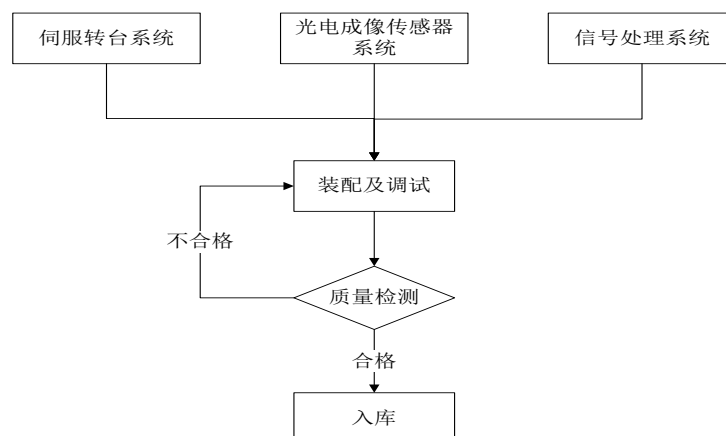 伺服转台系统
光电成像传感器
系统
信号处理系统
装配及调试
不合格
质量检测
合格
入库